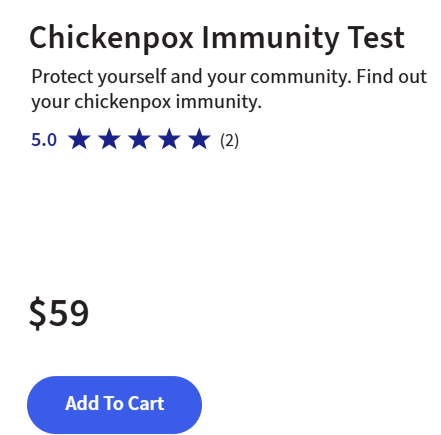 Chickenpox Immunity Test
Protect yourself and your community. Find out
your chickenpox immunity.
5.0 ★★★★★ (2)
$59
Add To Cart